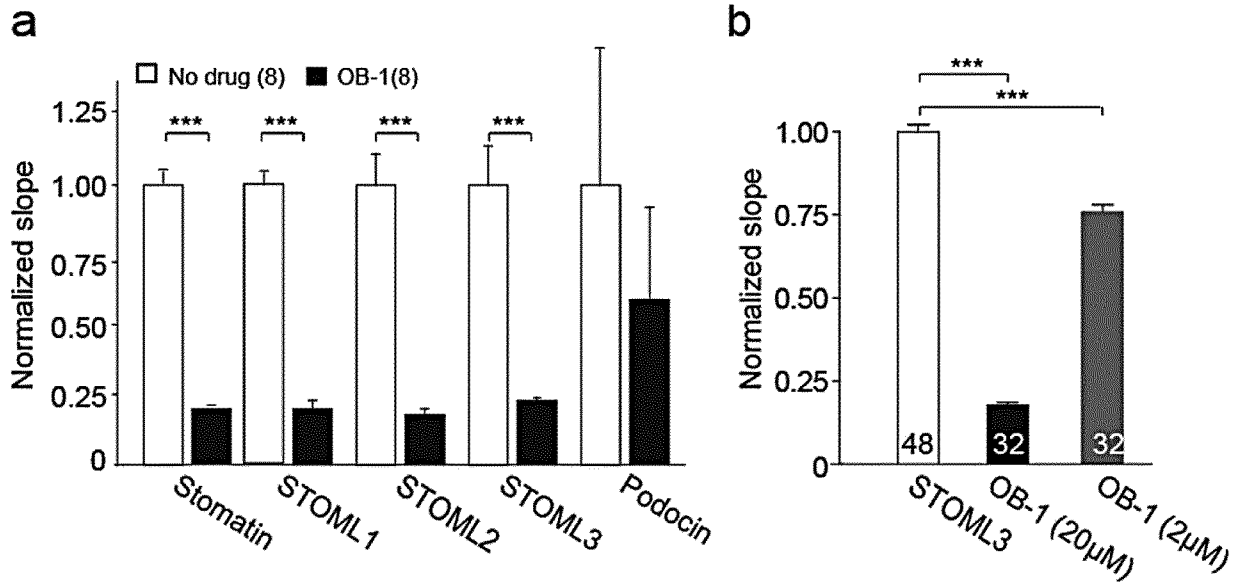 a
No drug (8) OB-1(8)
*** *** *** ***
Normalized slope
1.25
1.00
0.75
0.50
0.25
0
Stomatin
STOML1
STOML2
STOML3
Podocin
b
***
***
Normalized slope
1.00
0.75
0.50
0.25
0
48 32 32
STOML3
OB-1 (20µM)
OB-1 (2µM)